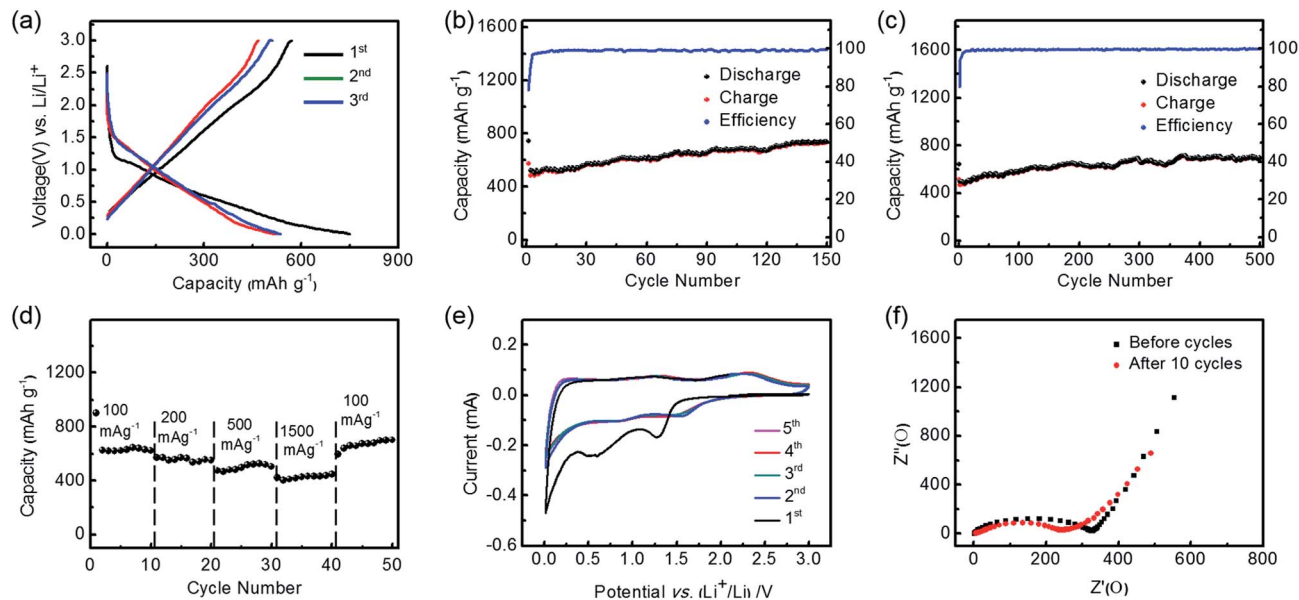 (a)
3.0
2.5
2.0
1.5
1.0
0.5
0.0
Voltage(V) vs. Li/Li+
1st
2nd
3rd
0 300 600 900
Capacity (mAh g-1)
(b)
1600
1200
800
400
0
Capacity (mAh g-1)
Discharge
Charge
Efficiency
100
80
60
40
20
0
0 30 60 90 120 150
Cycle Number
(c)
1600
1200
800
400
0
Capacity (mAh g-1)
Discharge
Charge
Efficiency
100
80
60
40
20
0
0 100 200 300 400 500
Cycle Number
(d)
1200
800
400
0
Capacity (mAh g-1)
100
mAg-1
200
mAg-1
500
mAg-1
1500
mAg-1
100
mAg-1
0 10 20 30 40 50
Cycle Number
(e)
0.4
0.2
0.0
-0.2
-0.4
-0.6
Current (mA)
5th
4th
3rd
2nd
1st
0.0 0.5 1.0 1.5 2.0 2.5 3.0
Potential vs. (Li+/Li) /V
(f)
1600
1200
800
400
0
Z''(O)
Before cycles
After 10 cycles
0 200 400 600 800
Z'(O)